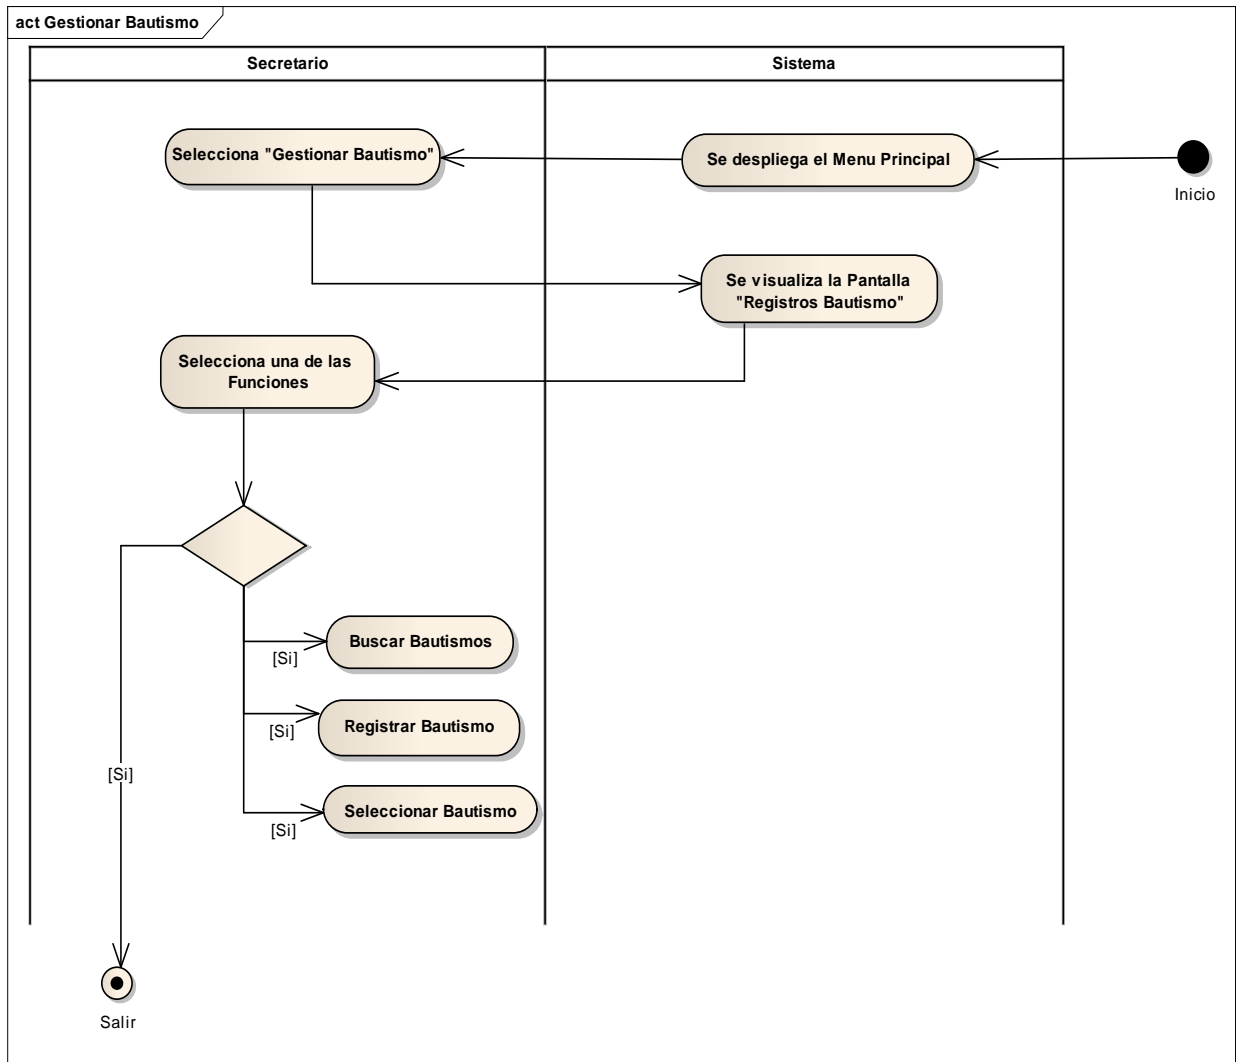 act Gestionar Bautismo
Secretario
Sistema
Selecciona "Gestionar Bautismo"
Se despliega el Menu Principal
Inicio
Se visualiza la Pantalla
"Registros Bautismo"
Selecciona una de las
Funciones
Buscar Bautismos
[Si]
Registrar Bautismo
[Si]
[Si]
Seleccionar Bautismo
[Si]
Salir